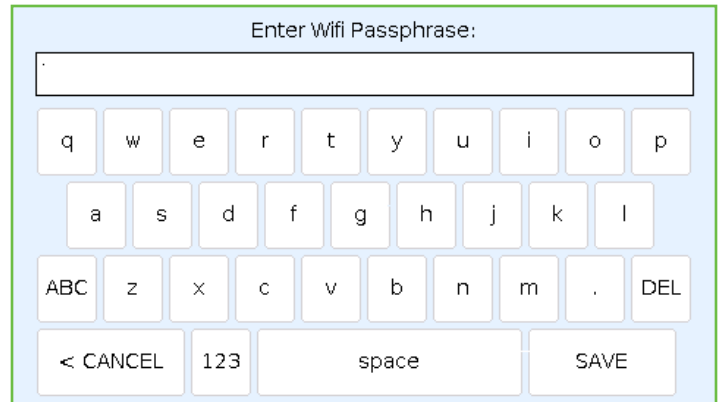 Enter Wifi Passphrase:
q w e r t y u i o p
a s d f g h j k l
ABC z x c v b n m . DEL
< CANCEL 123 space SAVE